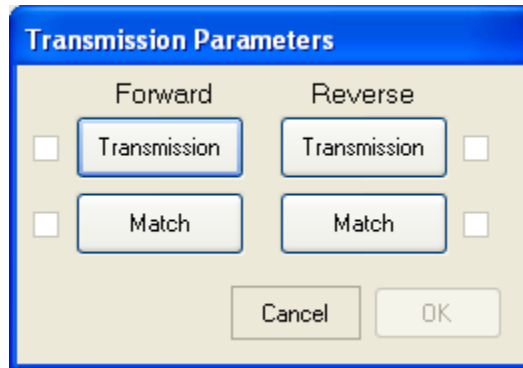 Transmission Parameters
Forward Reverse
Transmission Transmission
Match Match
Cancel OK